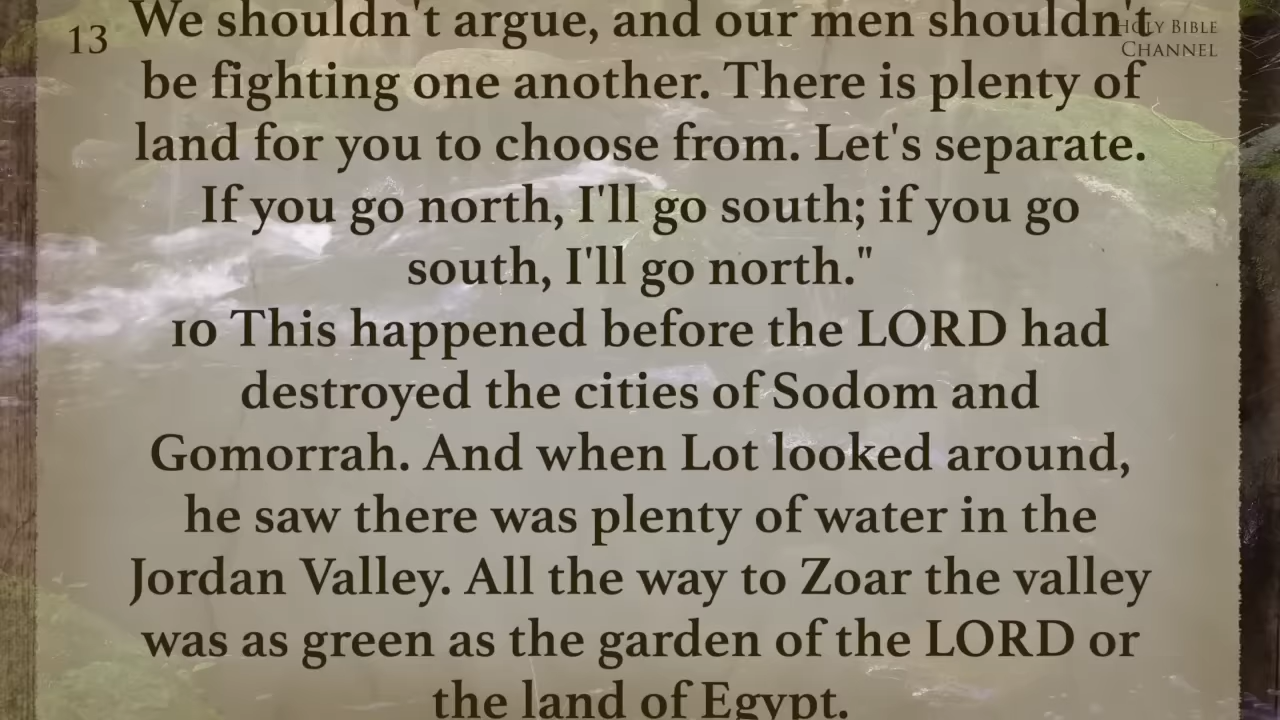 13
HOLY BIBLE
CHANNEL
We shouldn't argue, and our men shouldn't
be fighting one another. There is plenty of
land for you to choose from. Let's separate.
If you go north, I'll go south; if you go
south, I'll go north."
10 This happened before the LORD had
destroyed the cities of Sodom and
Gomorrah. And when Lot looked around,
he saw there was plenty of water in the
Jordan Valley. All the way to Zoar the valley
was as green as the garden of the LORD or
the land of Egypt.